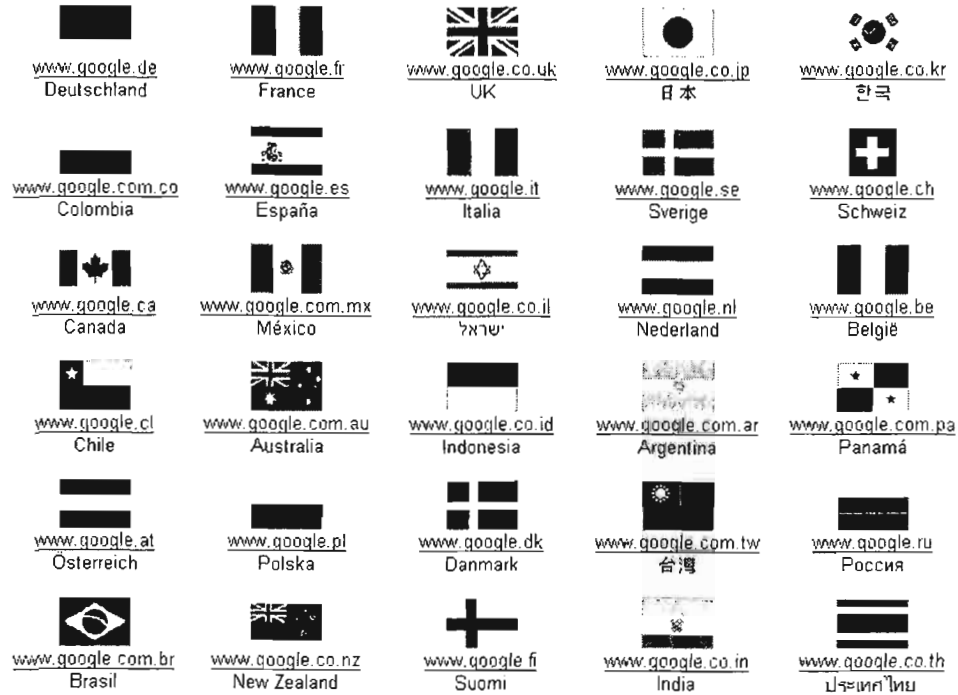 www.google.de www.google.fr www.google.co.uk www.google.co.jp www.google.co.kr
Deutschland France UK 日本 한국
www.google.com.co www.google.es www.google.it www.google.se www.google.ch
Colombia España Italia Sverige Schweiz
www.google.ca www.google.com.mx www.google.co.il www.google.nl www.google.be
Canada México ישראל Nederland België
www.google.cl www.google.com.au www.google.co.id www.google.com.ar www.google.com.pa
Chile Australia Indonesia Argentina Panamá
www.google.at www.google.pl www.google.dk www.google.com.tw www.google.ru
Österreich Polska Danmark 台灣 Россия
www.google.com.br www.google.co.nz www.google.fi www.google.co.in www.google.co.th
Brasil New Zealand Suomi India ประเทศไทย